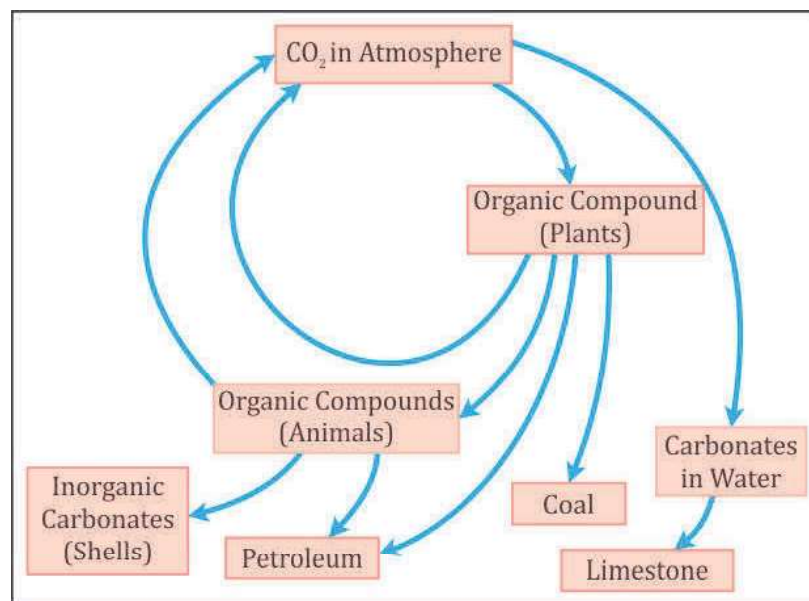 CO₂ in Atmosphere
Organic Compound
(Plants)
Organic Compounds
(Animals)
Carbonates
in Water
Inorganic
Carbonates
(Shells)
Coal
Petroleum
Limestone